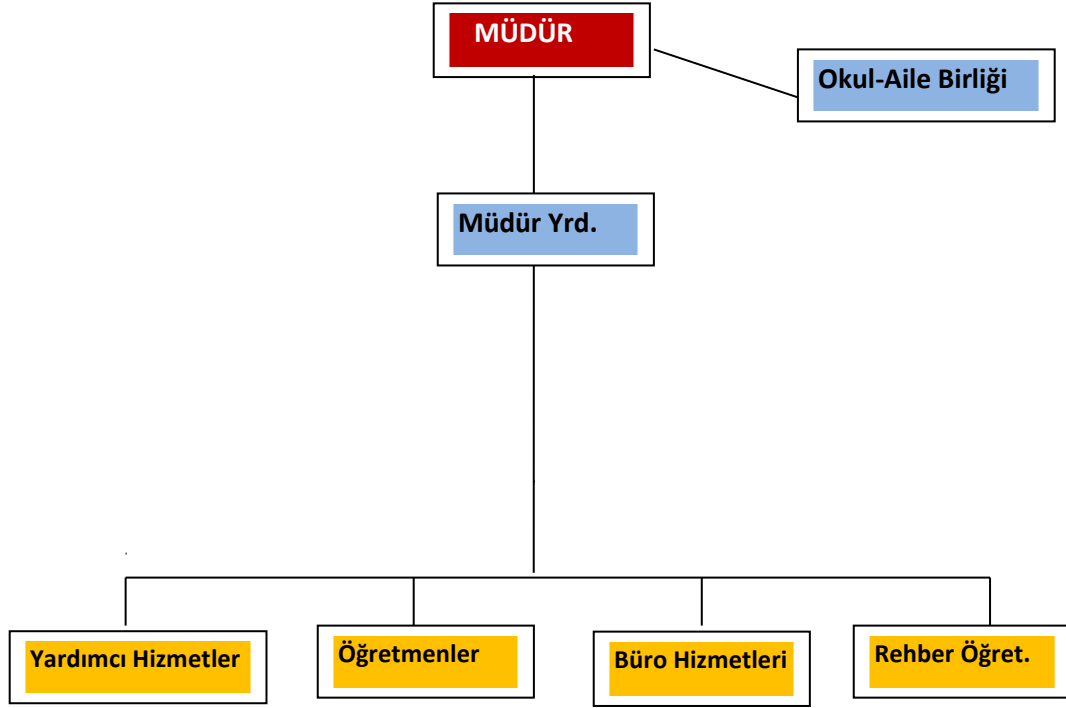 MÜDÜR
Okul-Aile Birliği
Müdür Yrd.
Yardımcı Hizmetler
Öğretmenler
Büro Hizmetleri
Rehber Öğret.